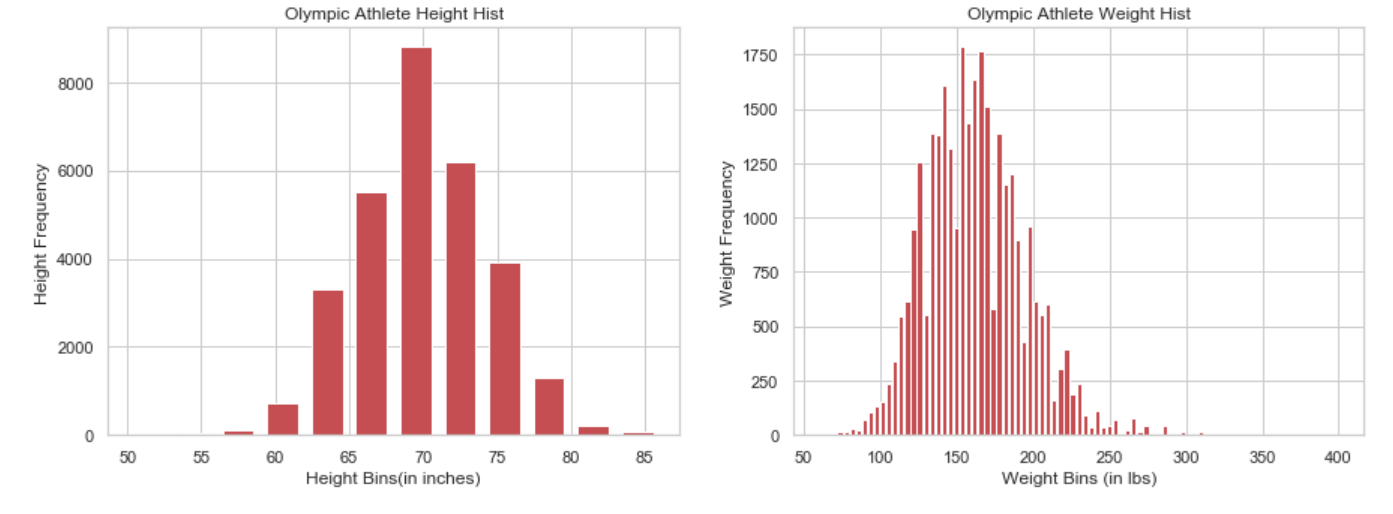 Olympic Athlete Height Hist
8000
6000
4000
2000
0
Height Frequency
50 55 60 65 70 75 80 85
Height Bins(in inches)
Olympic Athlete Weight Hist
1750
1500
1250
1000
750
500
250
0
Weight Frequency
50 100 150 200 250 300 350 400
Weight Bins (in lbs)